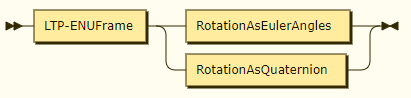 LTP-ENUFrame
RotationAsEulerAngles
RotationAsQuaternion